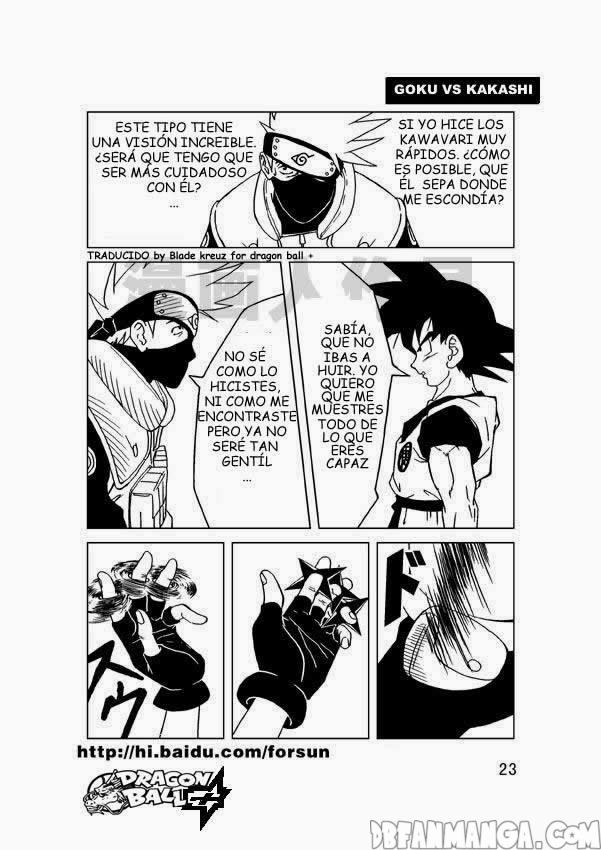 GOKU VS KAKASHI
ESTE TIPO TIENE
UNA VISIÓN INCREIBLE.
¿SERÁ QUE TENGO QUE
SER MÁS CUIDADOSO
CON ÉL?
...
SI YO HICE LOS
KAWAVARI MUY
RÁPIDOS. ¿CÓMO
ES POSIBLE, QUE
ÉL SEPA DONDE
ME ESCONDÍA?
TRADUCIDO by Blade kreuz for dragon ball +
SABÍA,
QUE NO
IBAS A
HUIR. YO
QUIERO
QUE ME
MUESTRES
TODO DE
LO QUE
ERES
CAPAZ
NO SÉ
COMO LO
HICISTES,
NI COMO ME
ENCONTRASTE
PERO YA NO
SERÉ TAN
GENTÍL
...
ズウ
ド
http://hi.baidu.com/forsun
DRAGON
BALL
23
DBFANMANGA.COM